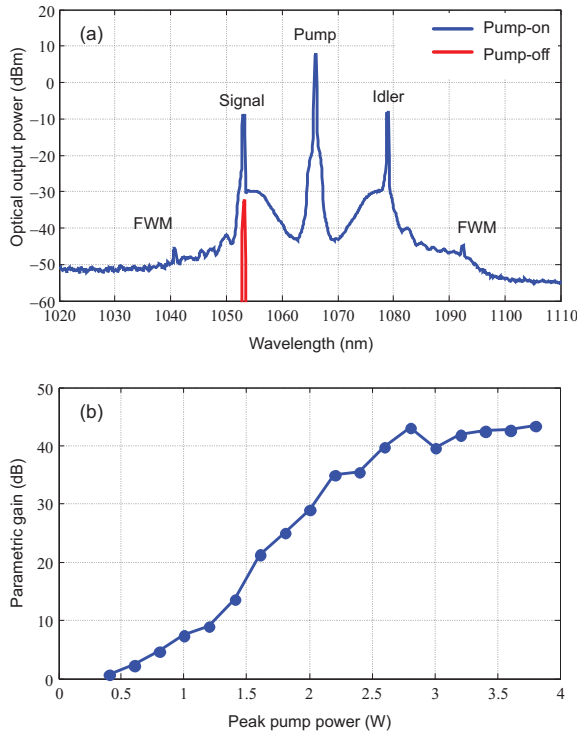 (a)
Pump-on
Pump-off
Pump
Signal
Idler
FWM
FWM
20
10
0
−10
−20
−30
−40
−50
−60
Optical output power (dBm)
1020 1030 1040 1050 1060 1070 1080 1090 1100 1110
Wavelength (nm)
(b)
50
40
30
20
10
0
Parametric gain (dB)
0 0.5 1 1.5 2 2.5 3 3.5 4
Peak pump power (W)